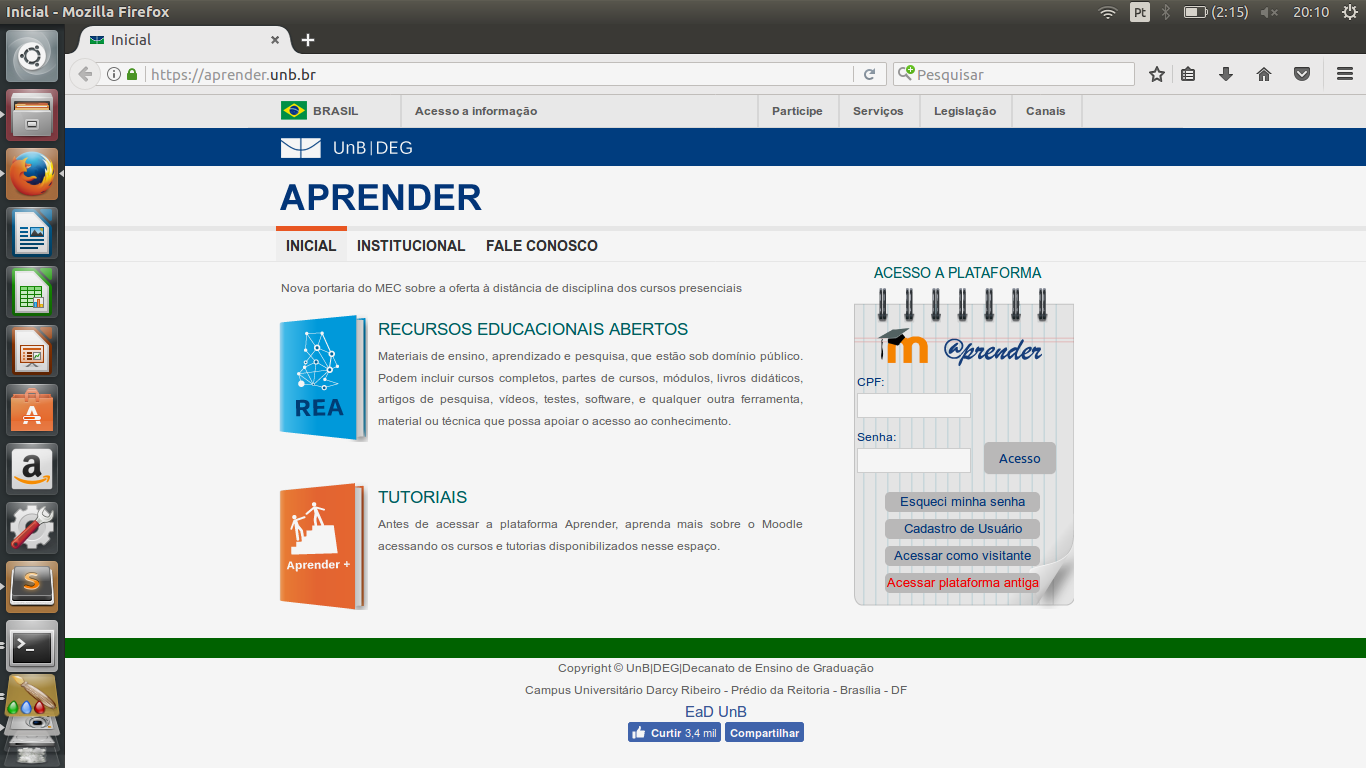 Inicial - Mozilla Firefox
Pt
(2:15)
20:10
Inicial
https://aprender.unb.br
Pesquisar
BRASIL
Acesso a informação
Participe
Serviços
Legislação
Canais
UnB|DEG
APRENDER
INICIAL
INSTITUCIONAL
FALE CONOSCO
Nova portaria do MEC sobre a oferta à distância de disciplina dos cursos presenciais
REA
RECURSOS EDUCACIONAIS ABERTOS
Materiais de ensino, aprendizado e pesquisa, que estão sob domínio público.
Podem incluir cursos completos, partes de cursos, módulos, livros didáticos,
artigos de pesquisa, vídeos, testes, software, e qualquer outra ferramenta,
material ou técnica que possa apoiar o acesso ao conhecimento.
Aprender +
TUTORIAIS
Antes de acessar a plataforma Aprender, aprenda mais sobre o Moodle
acessando os cursos e tutorias disponibilizados nesse espaço.
ACESSO A PLATAFORMA
m @prender
CPF:
Senha:
Acesso
Esqueci minha senha
Cadastro de Usuário
Acessar como visitante
Acessar plataforma antiga
Copyright © UnB|DEG|Decanato de Ensino de Graduação
Campus Universitário Darcy Ribeiro - Prédio da Reitoria - Brasília - DF
EaD UnB
Curtir 3,4 mil
Compartilhar